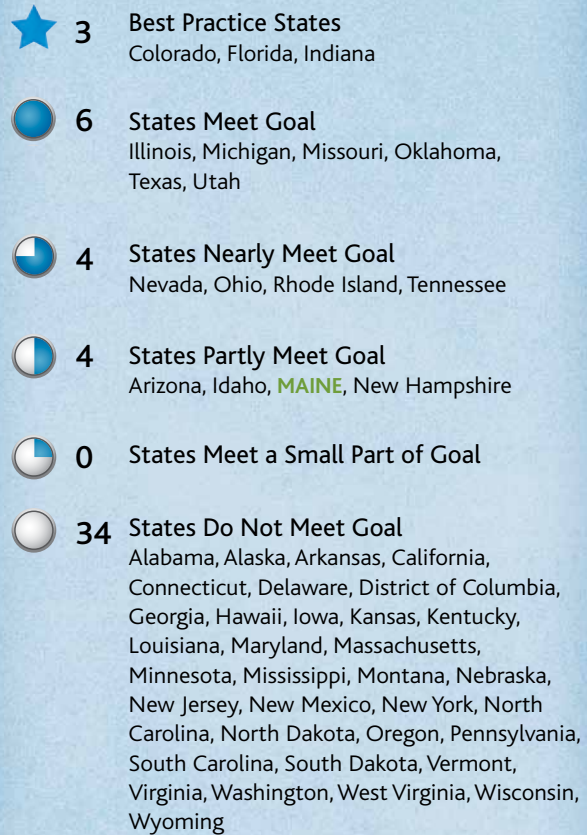 3 Best Practice States
Colorado, Florida, Indiana
6 States Meet Goal
Illinois, Michigan, Missouri, Oklahoma,
Texas, Utah
4 States Nearly Meet Goal
Nevada, Ohio, Rhode Island, Tennessee
4 States Partly Meet Goal
Arizona, Idaho, MAINE, New Hampshire
0 States Meet a Small Part of Goal
34 States Do Not Meet Goal
Alabama, Alaska, Arkansas, California,
Connecticut, Delaware, District of Columbia,
Georgia, Hawaii, Iowa, Kansas, Kentucky,
Louisiana, Maryland, Massachusetts,
Minnesota, Mississippi, Montana, Nebraska,
New Jersey, New Mexico, New York, North
Carolina, North Dakota, Oregon, Pennsylvania,
South Carolina, South Dakota, Vermont,
Virginia, Washington, West Virginia, Wisconsin,
Wyoming